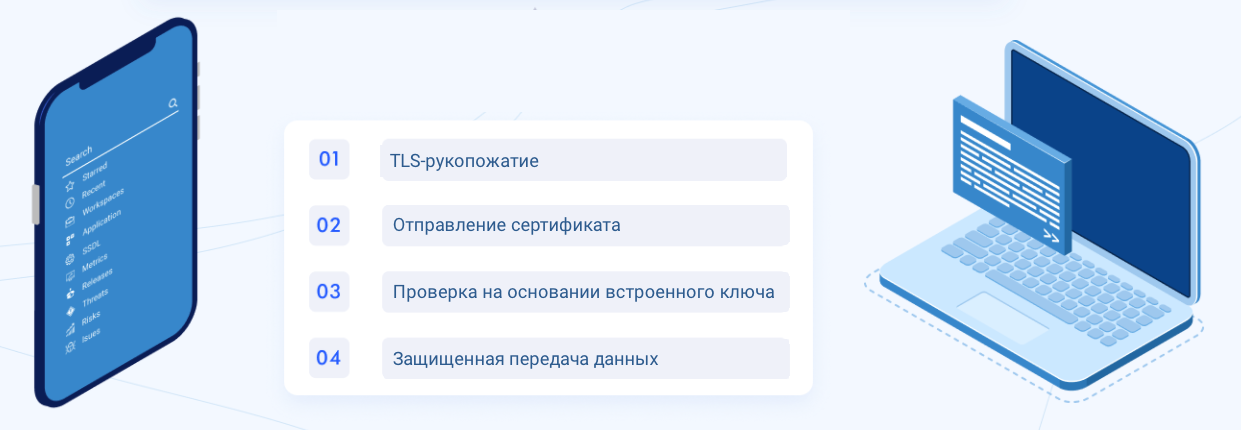 Search
Starred
Recent
Workspaces
Application
SSDL
Metrics
Releases
Threats
Risks
Isues
01 TLS-рукопожатие
02 Отправление сертификата
03 Проверка на основании встроенного ключа
04 Защищенная передача данных
>>